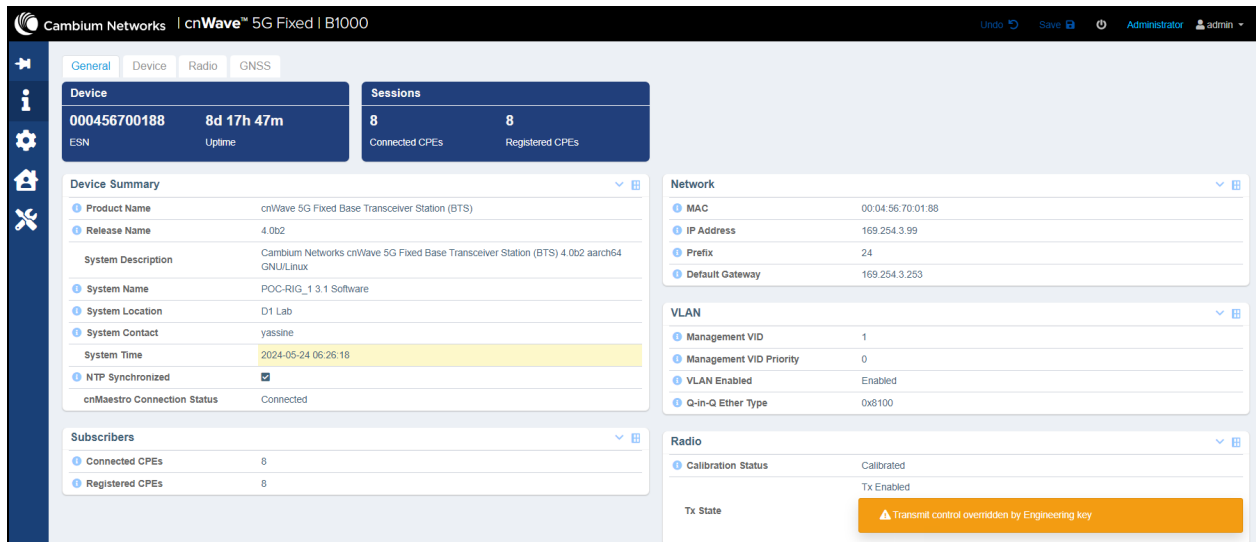 Cambium Networks | cnWave™ 5G Fixed | B1000
Undo Save Administrator admin
General Device Radio GNSS
Device
000456700188 8d 17h 47m
ESN Uptime
Sessions
8 8
Connected CPEs Registered CPEs
Device Summary
Product Name cnWave 5G Fixed Base Transceiver Station (BTS)
Release Name 4.0b2
System Description Cambium Networks cnWave 5G Fixed Base Transceiver Station (BTS) 4.0b2 aarch64
GNU/Linux
System Name POC-RIG_1 3.1 Software
System Location D1 Lab
System Contact yassine
System Time 2024-05-24 06:26:18
NTP Synchronized
cnMaestro Connection Status Connected
Subscribers
Connected CPEs 8
Registered CPEs 8
Network
MAC 00:04:56:70:01:88
IP Address 169.254.3.99
Prefix 24
Default Gateway 169.254.3.253
VLAN
Management VID 1
Management VID Priority 0
VLAN Enabled Enabled
Q-in-Q Ether Type 0x8100
Radio
Calibration Status Calibrated
Tx State Tx Enabled
Transmit control overridden by Engineering key